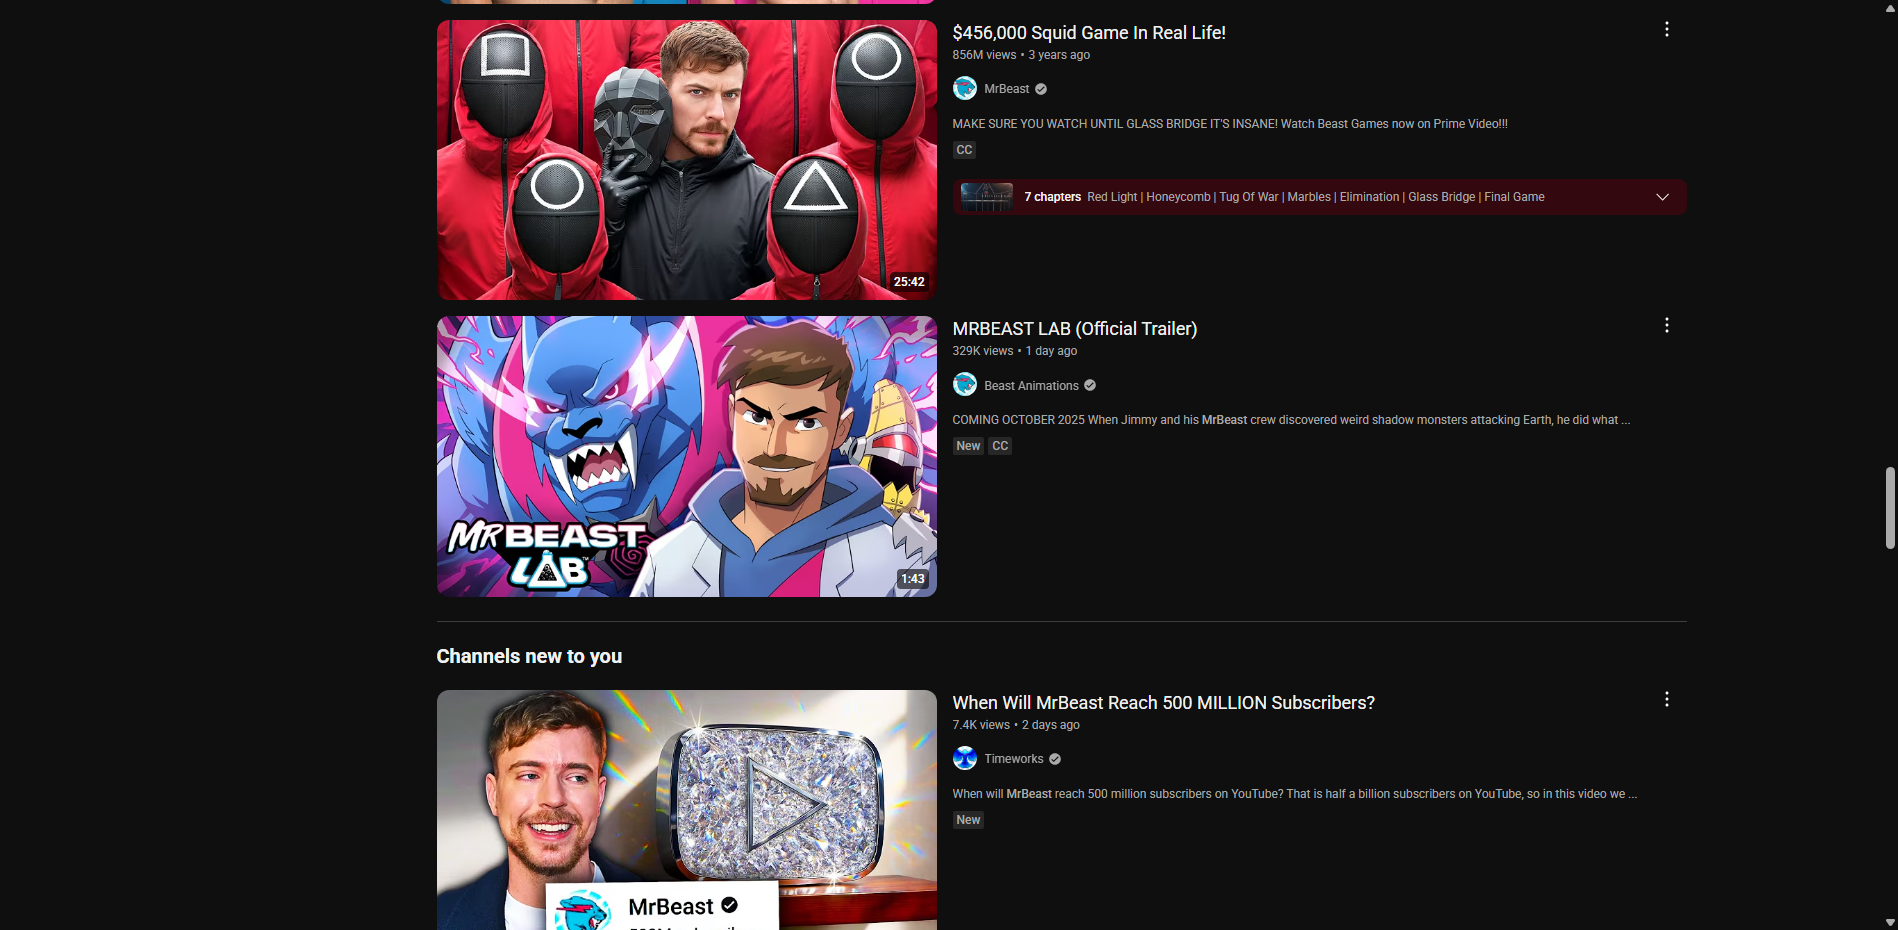 $456,000 Squid Game In Real Life!
856M views • 3 years ago
MrBeast
MAKE SURE YOU WATCH UNTIL GLASS BRIDGE IT'S INSANE! Watch Beast Games now on Prime Video!!!
CC
7 chapters Red Light | Honeycomb | Tug Of War | Marbles | Elimination | Glass Bridge | Final Game
25:42
MRBEAST LAB (Official Trailer)
329K views • 1 day ago
Beast Animations
COMING OCTOBER 2025 When Jimmy and his MrBeast crew discovered weird shadow monsters attacking Earth, he did what ...
New CC
MRBEAST
LAB™
1:43
Channels new to you
When Will MrBeast Reach 500 MILLION Subscribers?
7.4K views • 2 days ago
Timeworks
When will MrBeast reach 500 million subscribers on YouTube? That is half a billion subscribers on YouTube, so in this video we ...
New
MrBeast